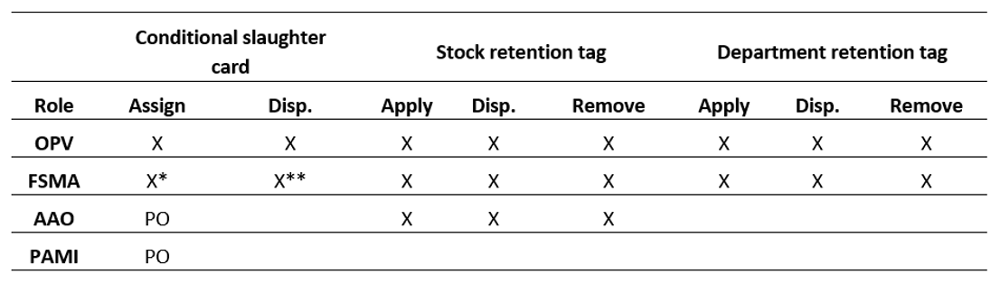 Conditional slaughter
card
Stock retention tag
Department retention tag
Role Assign Disp. Apply Disp. Remove Apply Disp. Remove
OPV X X X X X X X X
FSMA X* X** X X X X X X
AAO PO X X X
PAMI PO